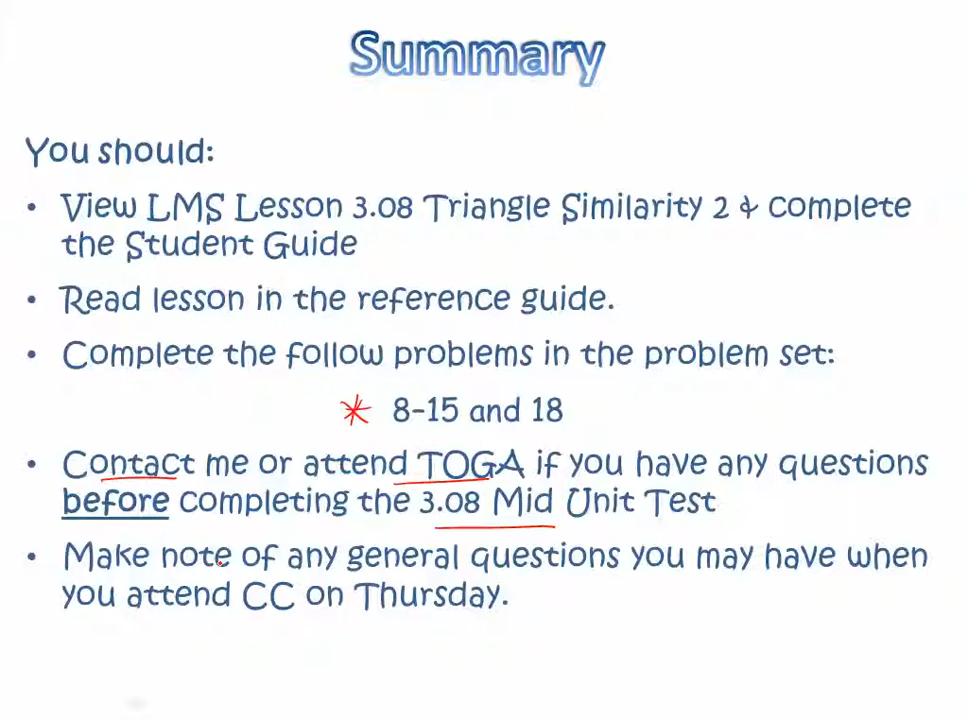 Summary
You should:
• View LMS Lesson 3.08 Triangle Similarity 2 & complete
the Student Guide
• Read lesson in the reference guide.
• Complete the follow problems in the problem set:
* 8-15 and 18
• Contact me or attend TOGA if you have any questions
before completing the 3.08 Mid Unit Test
• Make note of any general questions you may have when
you attend CC on Thursday.